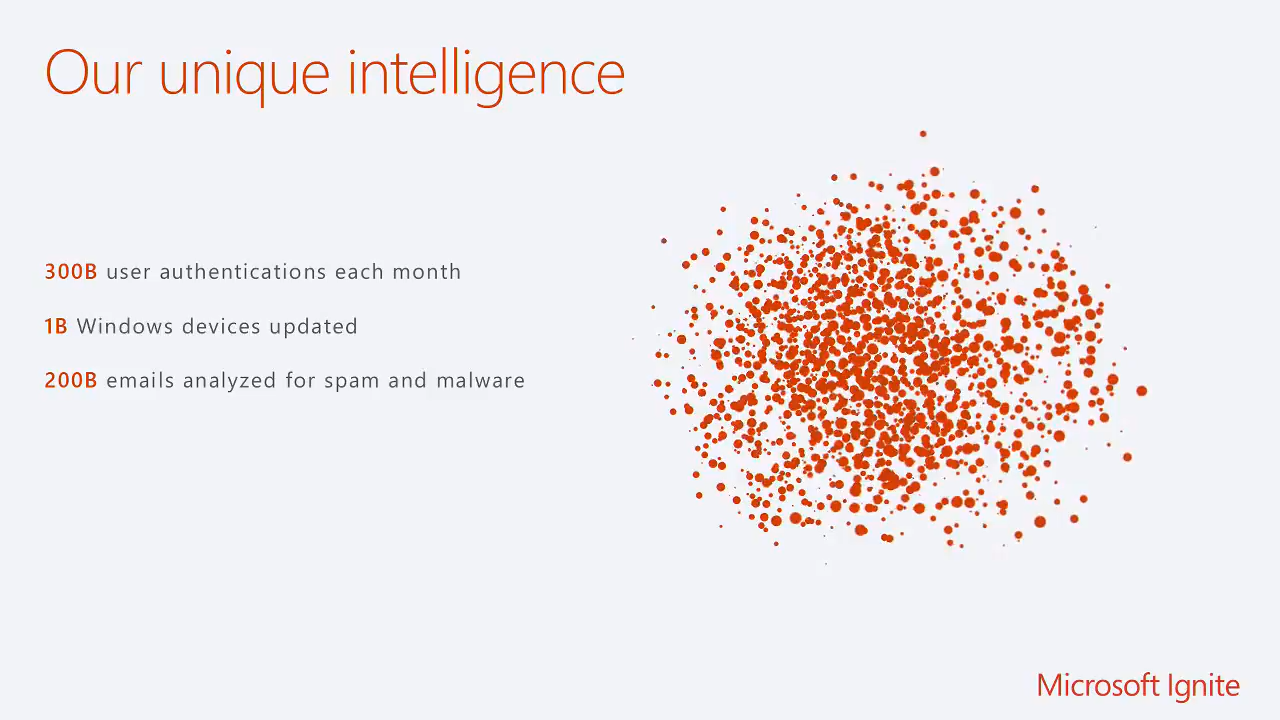 Our unique intelligence
300B user authentications each month
1B Windows devices updated
200B emails analyzed for spam and malware
Microsoft Ignite